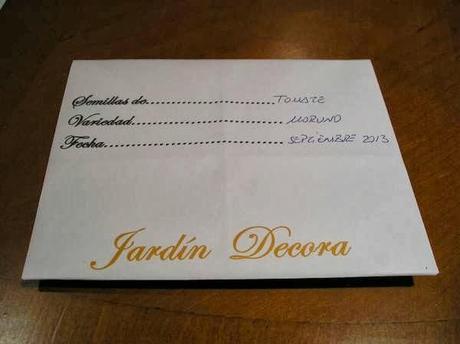 Semillas de.............................TOMATE
Variedad.................................MORUNO
Fecha.......................................SEPTIEMBRE 2013
Jardín Decora